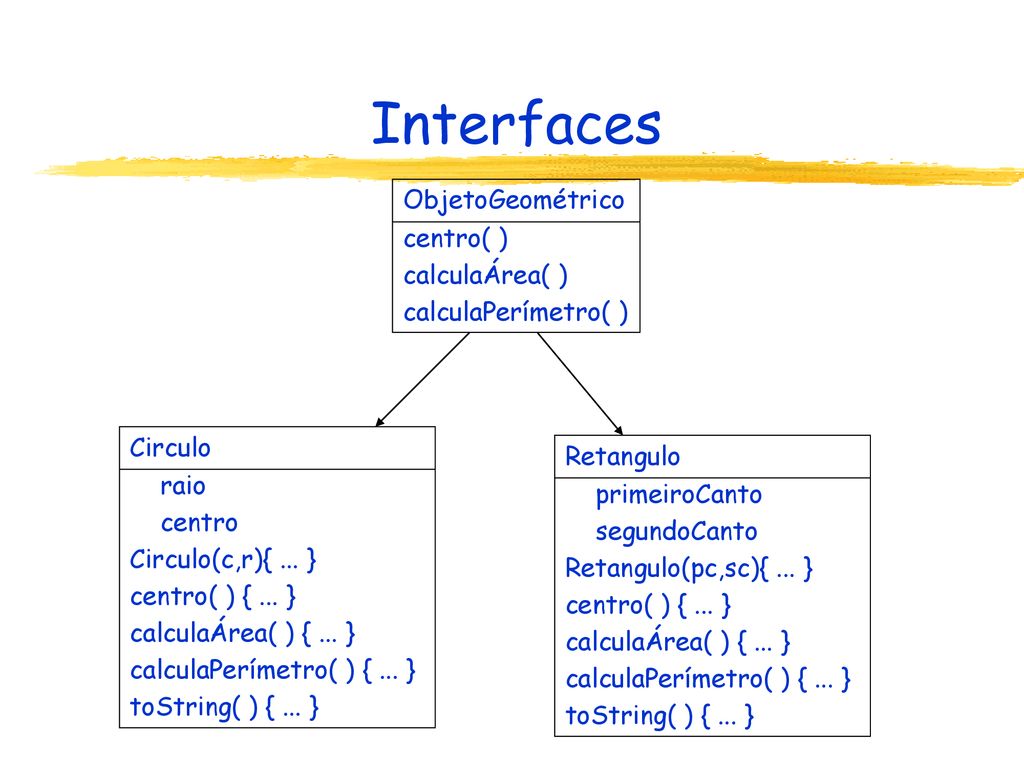 Interfaces
ObjetoGeométrico
centro( )
calculaÁrea( )
calculaPerímetro( )
Circulo
raio
centro
Circulo(c,r){ ... }
centro( ) { ... }
calculaÁrea( ) { ... }
calculaPerímetro( ) { ... }
toString( ) { ... }
Retangulo
primeiroCanto
segundoCanto
Retangulo(pc,sc){ ... }
centro( ) { ... }
calculaÁrea( ) { ... }
calculaPerímetro( ) { ... }
toString( ) { ... }